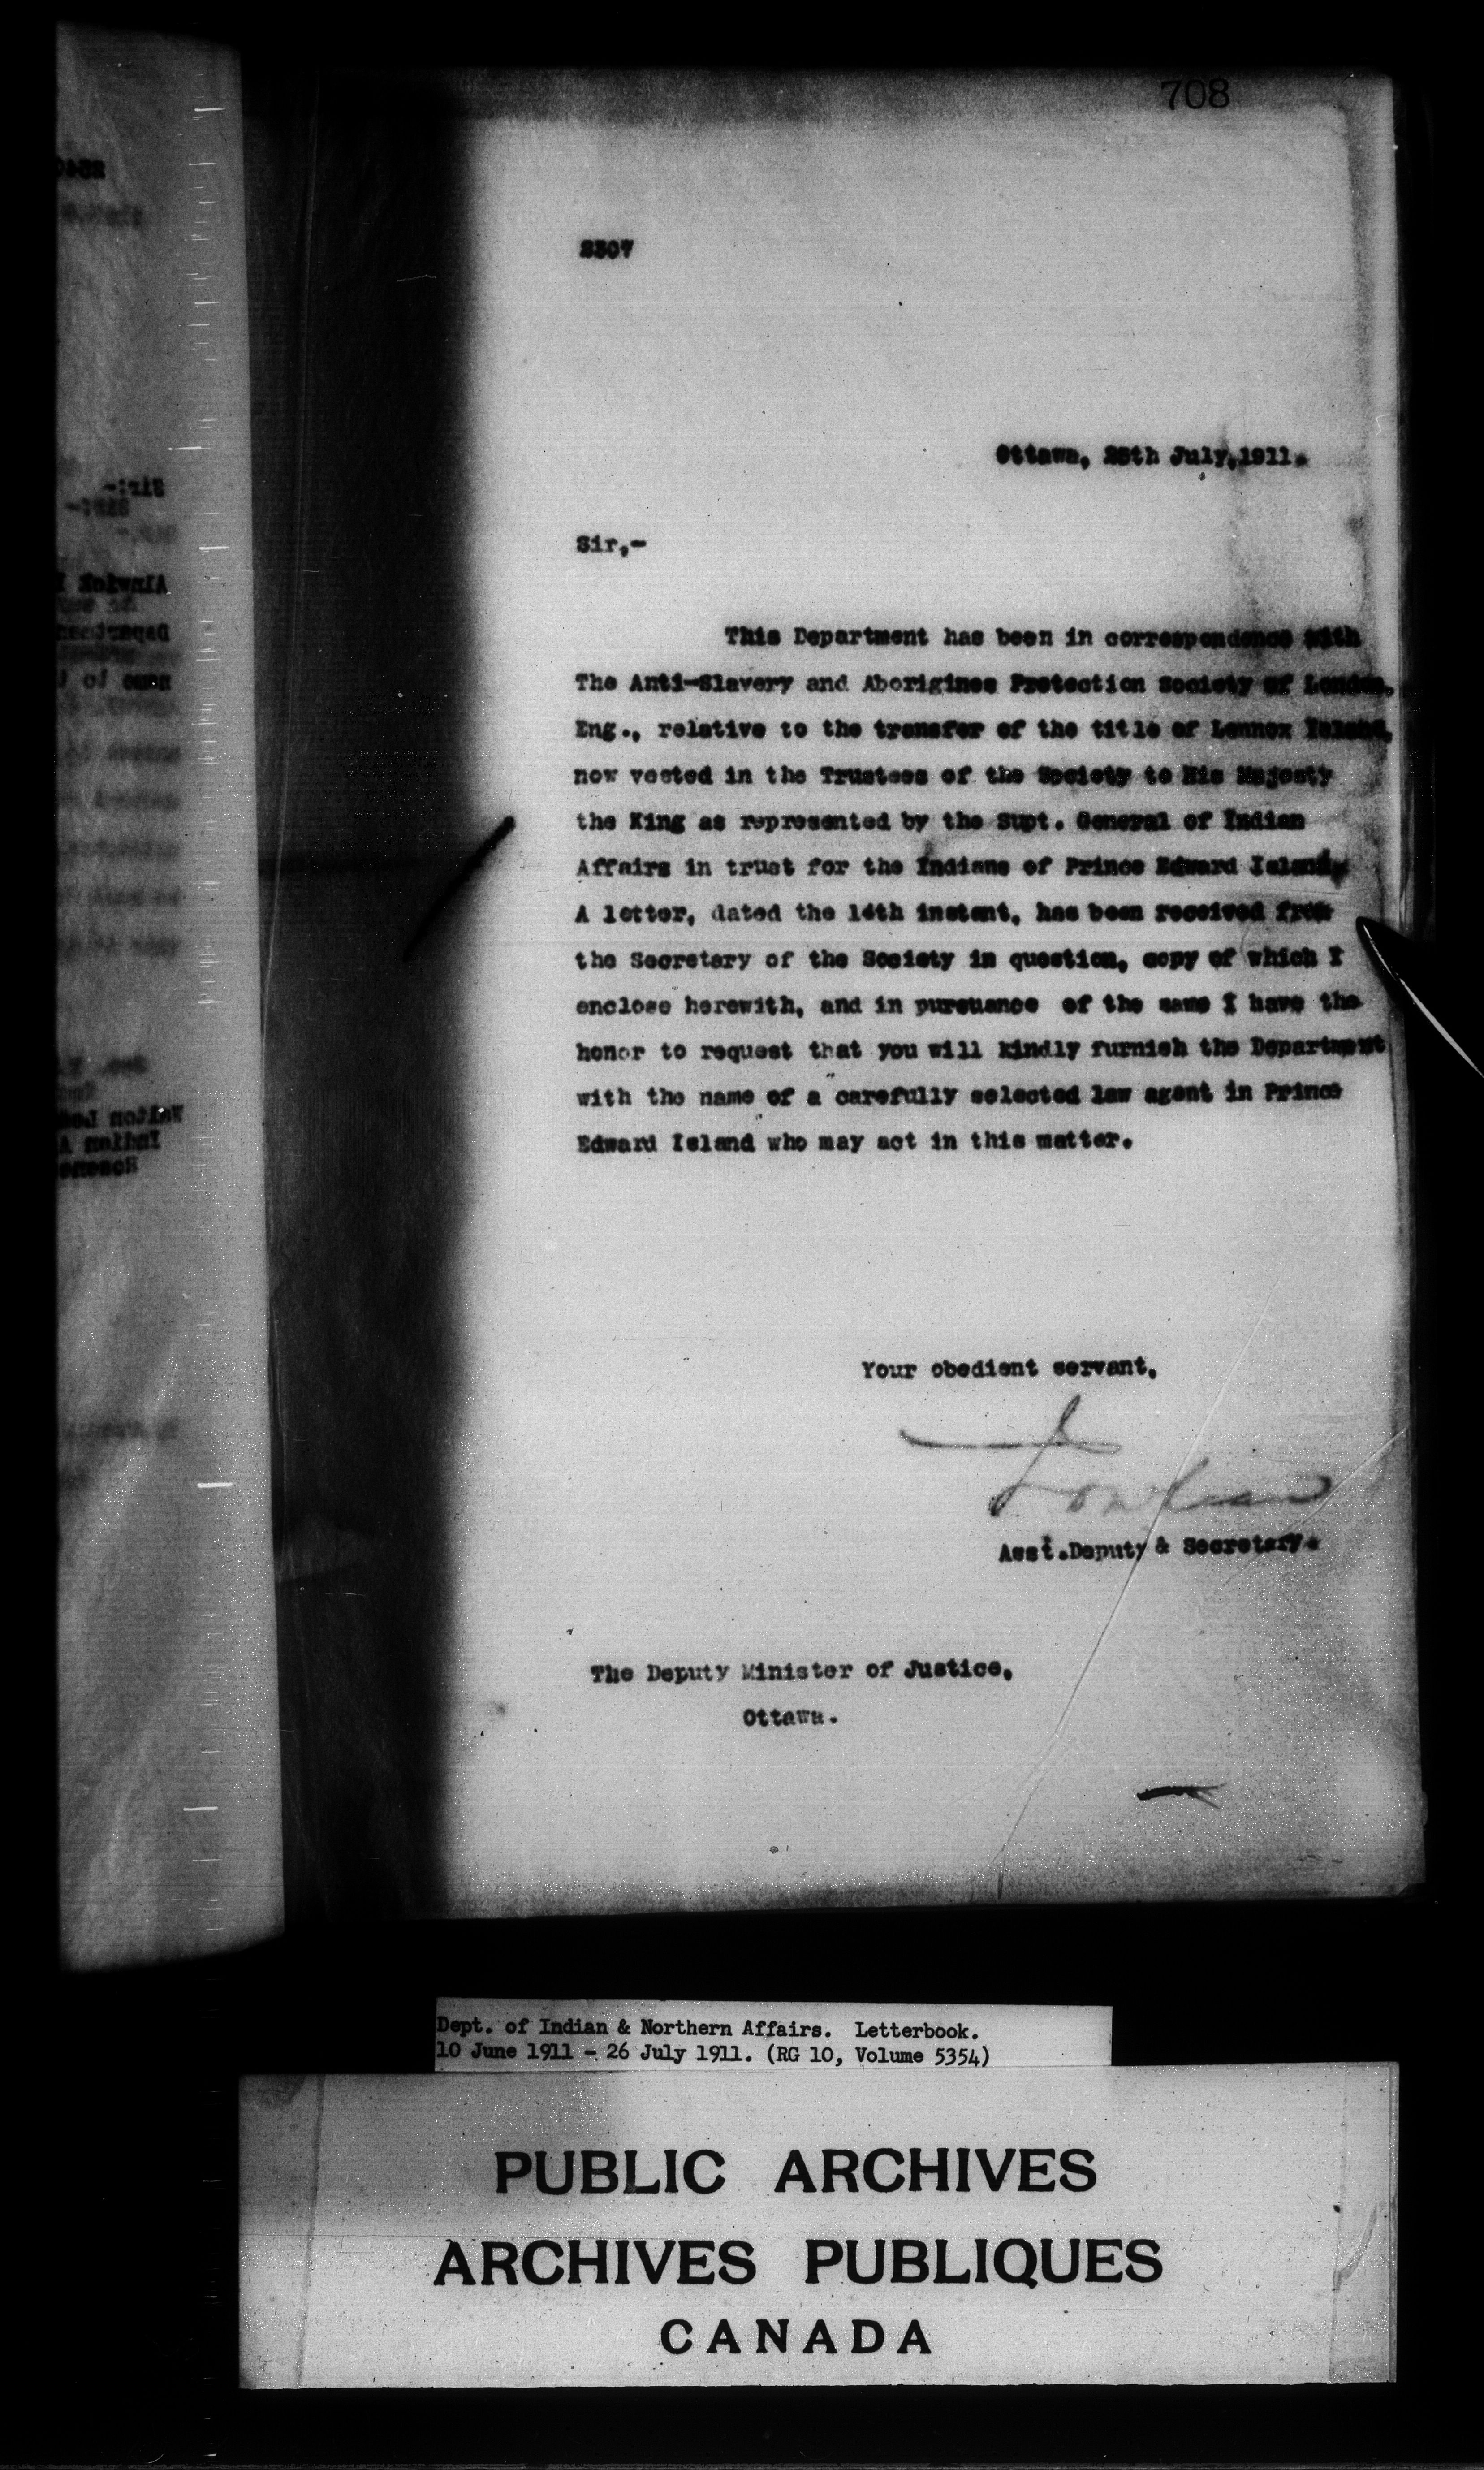 708
2307
Ottawa, 25th July, 1911.
Sir,-
This Department has been in correspondence with
The Anti-Slavery and Aborigines Protection Society of London,
Eng., relative to the transfer of the title of Lennox Island,
now vested in the Trustees of the Society to His Majesty
the King as represented by the Supt. General of Indian
Affairs in trust for the Indians of Prince Edward Island.
A letter, dated the 14th instant, has been received from
the Secretary of the Society in question, copy of which I
enclose herewith, and in pursuance of the same I have the
honor to request that you will kindly furnish the Department
with the name of a carefully selected law agent in Prince
Edward Island who may act in this matter.
Your obedient servant,
Asst. Deputy & Secretary.
The Deputy Minister of Justice,
Ottawa.
Dept. of Indian & Northern Affairs. Letterbook.
10 June 1911 - 26 July 1911. (RG 10, Volume 5354)
PUBLIC ARCHIVES
ARCHIVES PUBLIQUES
CANADA